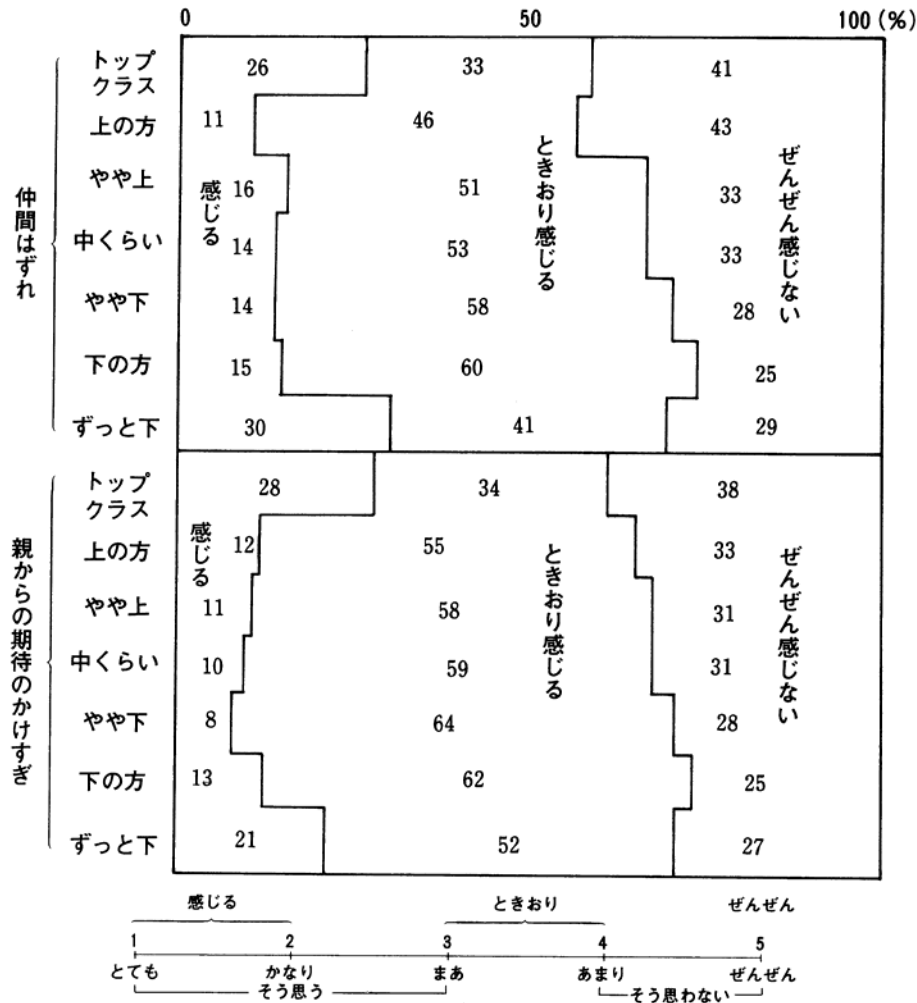 0 50 100 (%)
仲間はずれ
トップ
クラス
26 33 41
上の方 11 46 43
やや上 16 51 33
中くらい 14 53 33
やや下 14 58 28
下の方 15 60 25
ずっと下 30 41 29
感じる
ときおり感じる
ぜんぜん感じない
親からの期待のかけすぎ
トップ
クラス
28 34 38
上の方 12 55 33
やや上 11 58 31
中くらい 10 59 31
やや下 8 64 28
下の方 13 62 25
ずっと下 21 52 27
感じる
ときおり感じる
ぜんぜん感じない
感じる ときおり ぜんぜん
1 2 3 4 5
とても かなり まあ あまり ぜんぜん
そう思う そう思わない